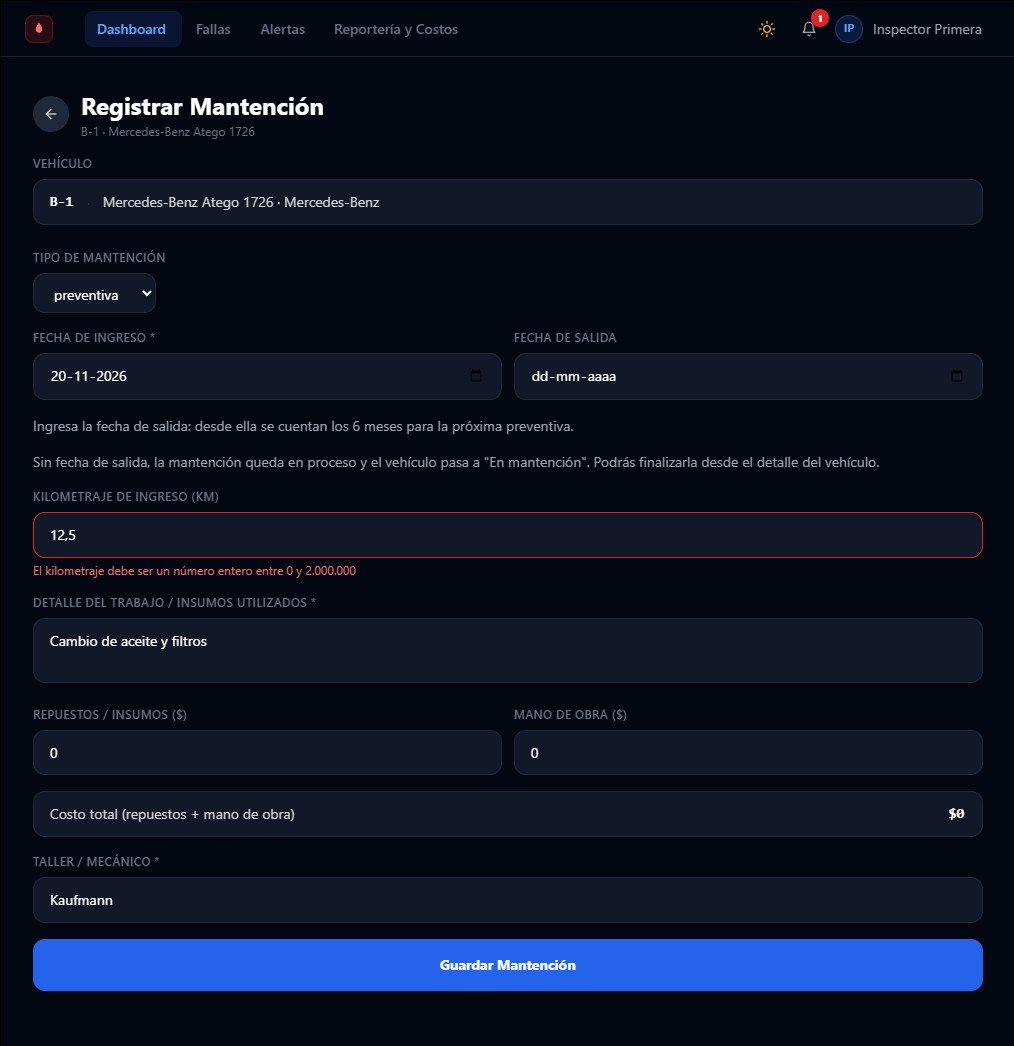 Dashboard Fallas Alertas Reportería y Costos 1 IP Inspector Primera
Registrar Mantención
B-1 · Mercedes-Benz Atego 1726
VEHÍCULO
B-1 · Mercedes-Benz Atego 1726 · Mercedes-Benz
TIPO DE MANTENCIÓN
preventiva
FECHA DE INGRESO * FECHA DE SALIDA
20-11-2026 dd-mm-aaaa
Ingresa la fecha de salida: desde ella se cuentan los 6 meses para la próxima preventiva.
Sin fecha de salida, la mantención queda en proceso y el vehículo pasa a "En mantención". Podrás finalizarla desde el detalle del vehículo.
KILOMETRAJE DE INGRESO (KM)
12,5
El kilometraje debe ser un número entero entre 0 y 2.000.000
DETALLE DEL TRABAJO / INSUMOS UTILIZADOS *
Cambio de aceite y filtros
REPUESTOS / INSUMOS ($) MANO DE OBRA ($)
0 0
Costo total (repuestos + mano de obra) $0
TALLER / MECÁNICO *
Kaufmann
Guardar Mantención